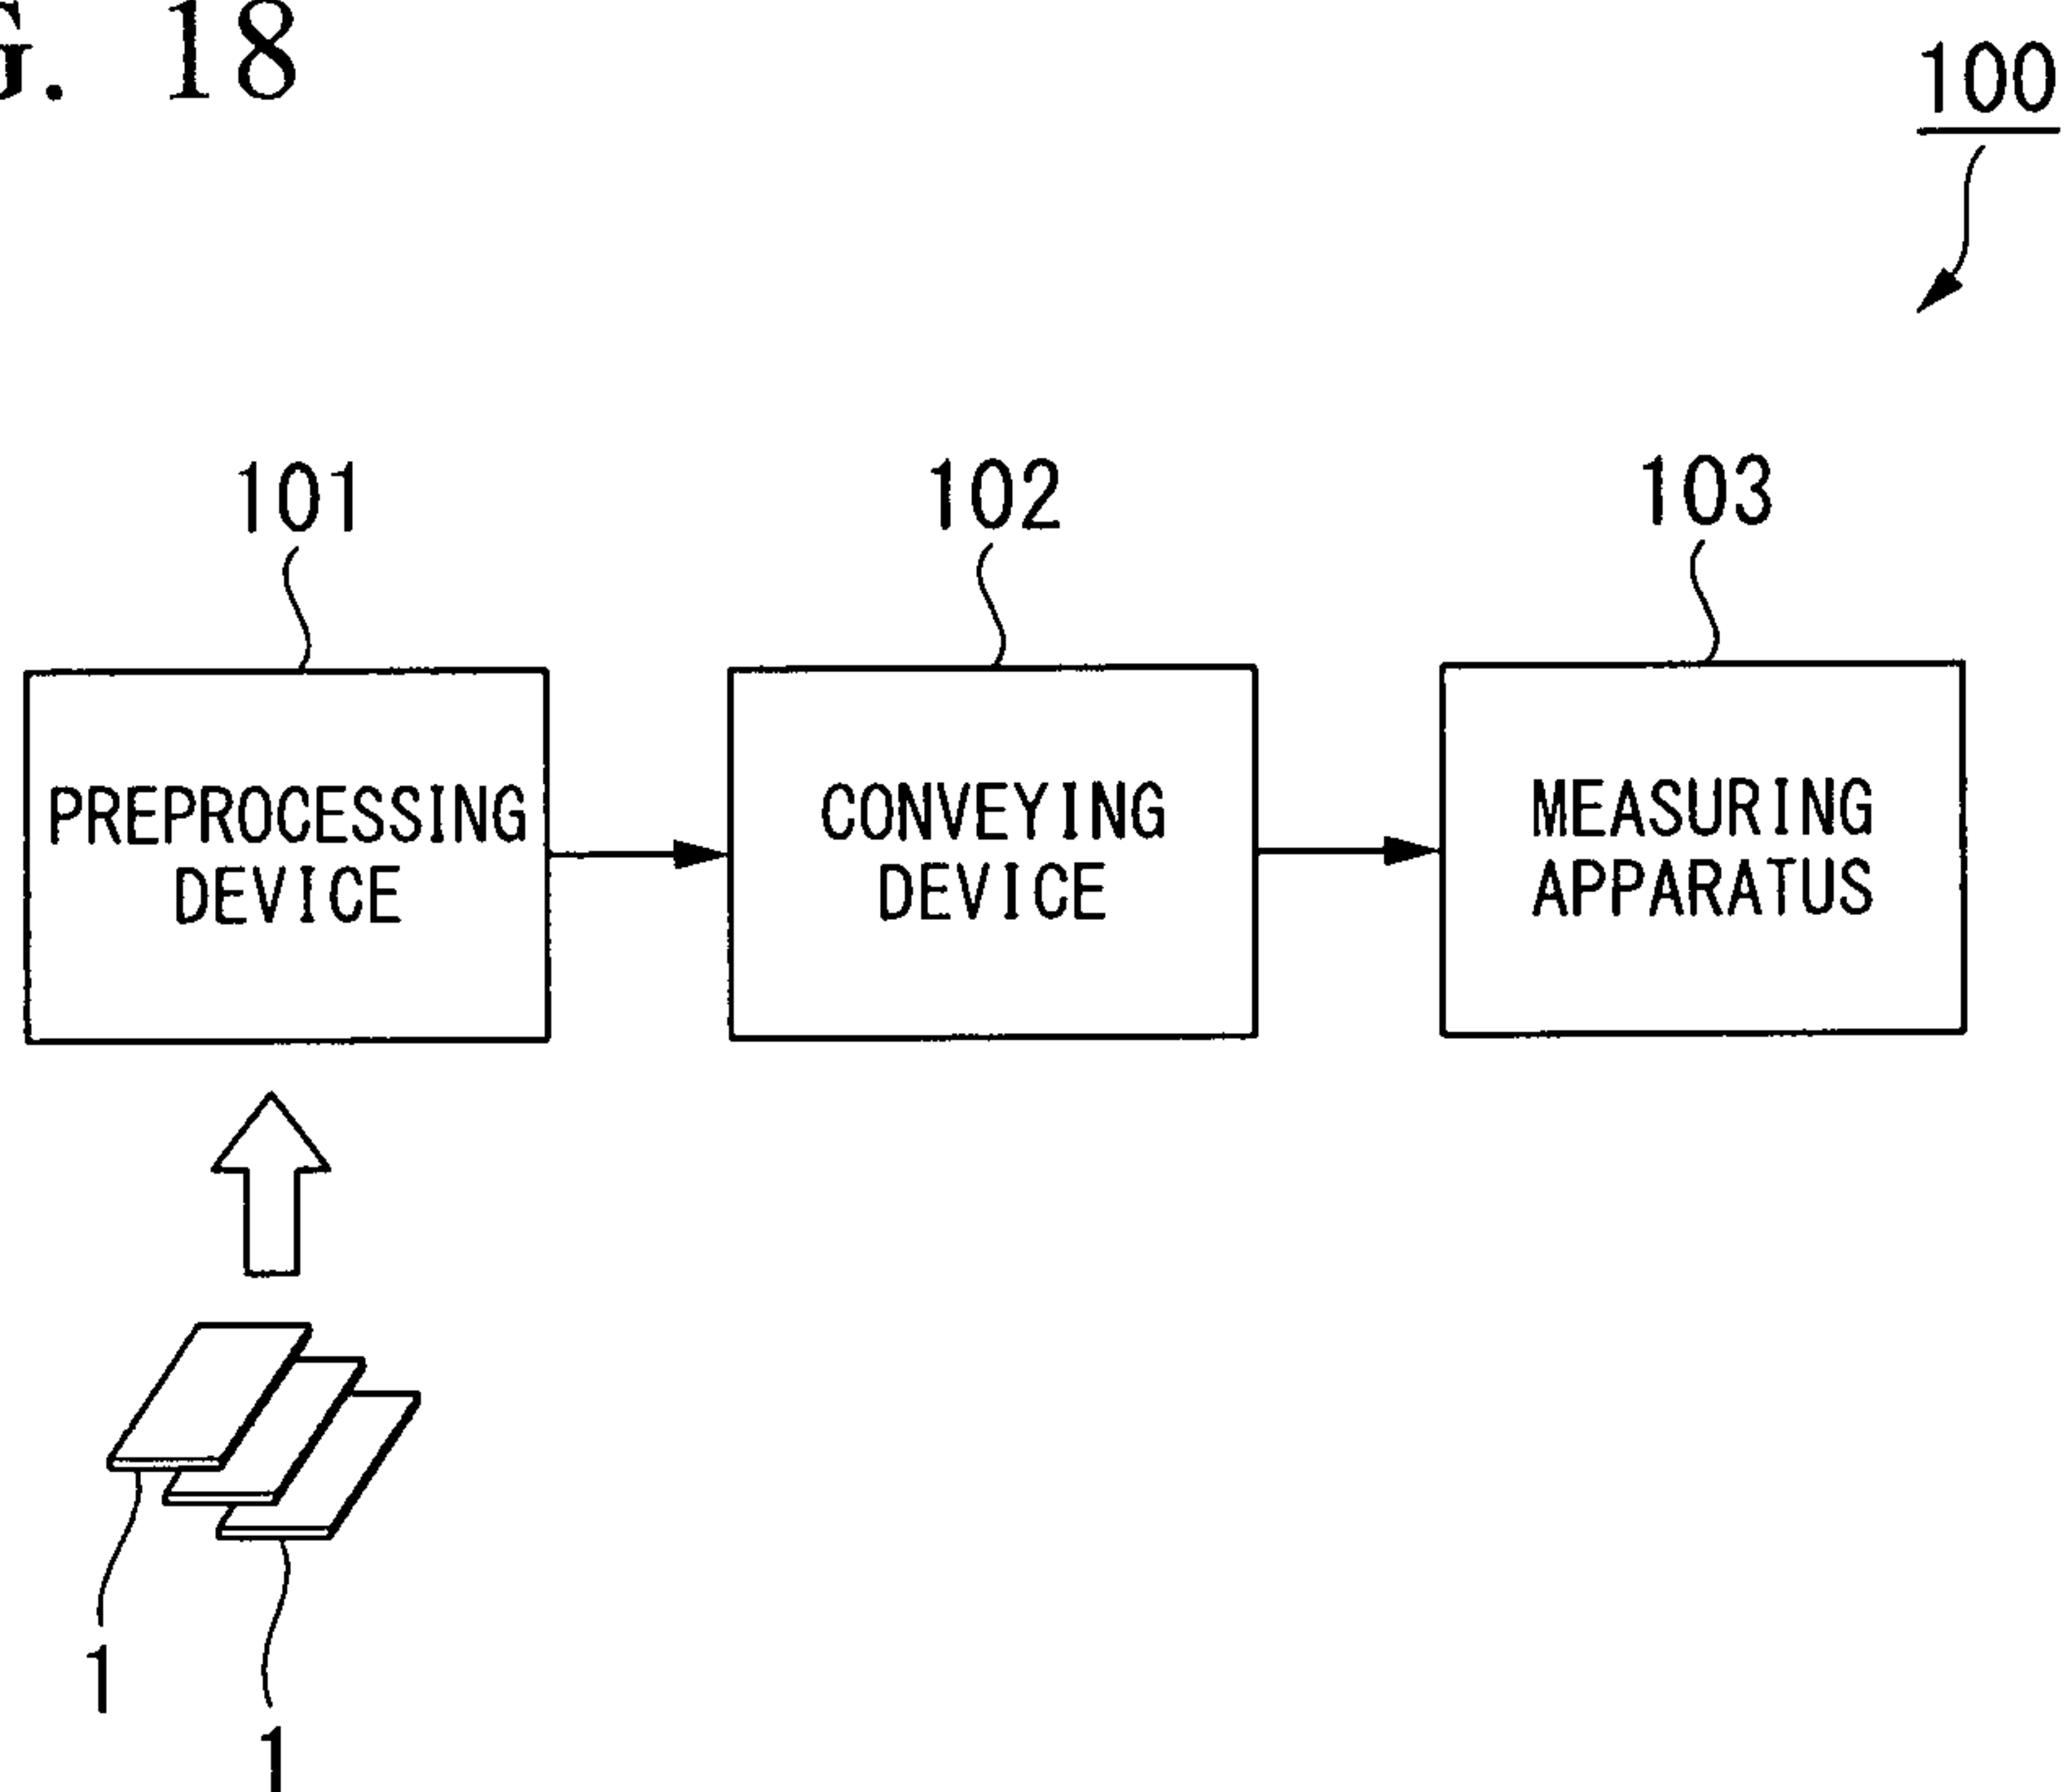 G. 18
100
101
102
103
PREPROCESSING
DEVICE
CONVEYING
DEVICE
MEASURING
APPARATUS
1
1